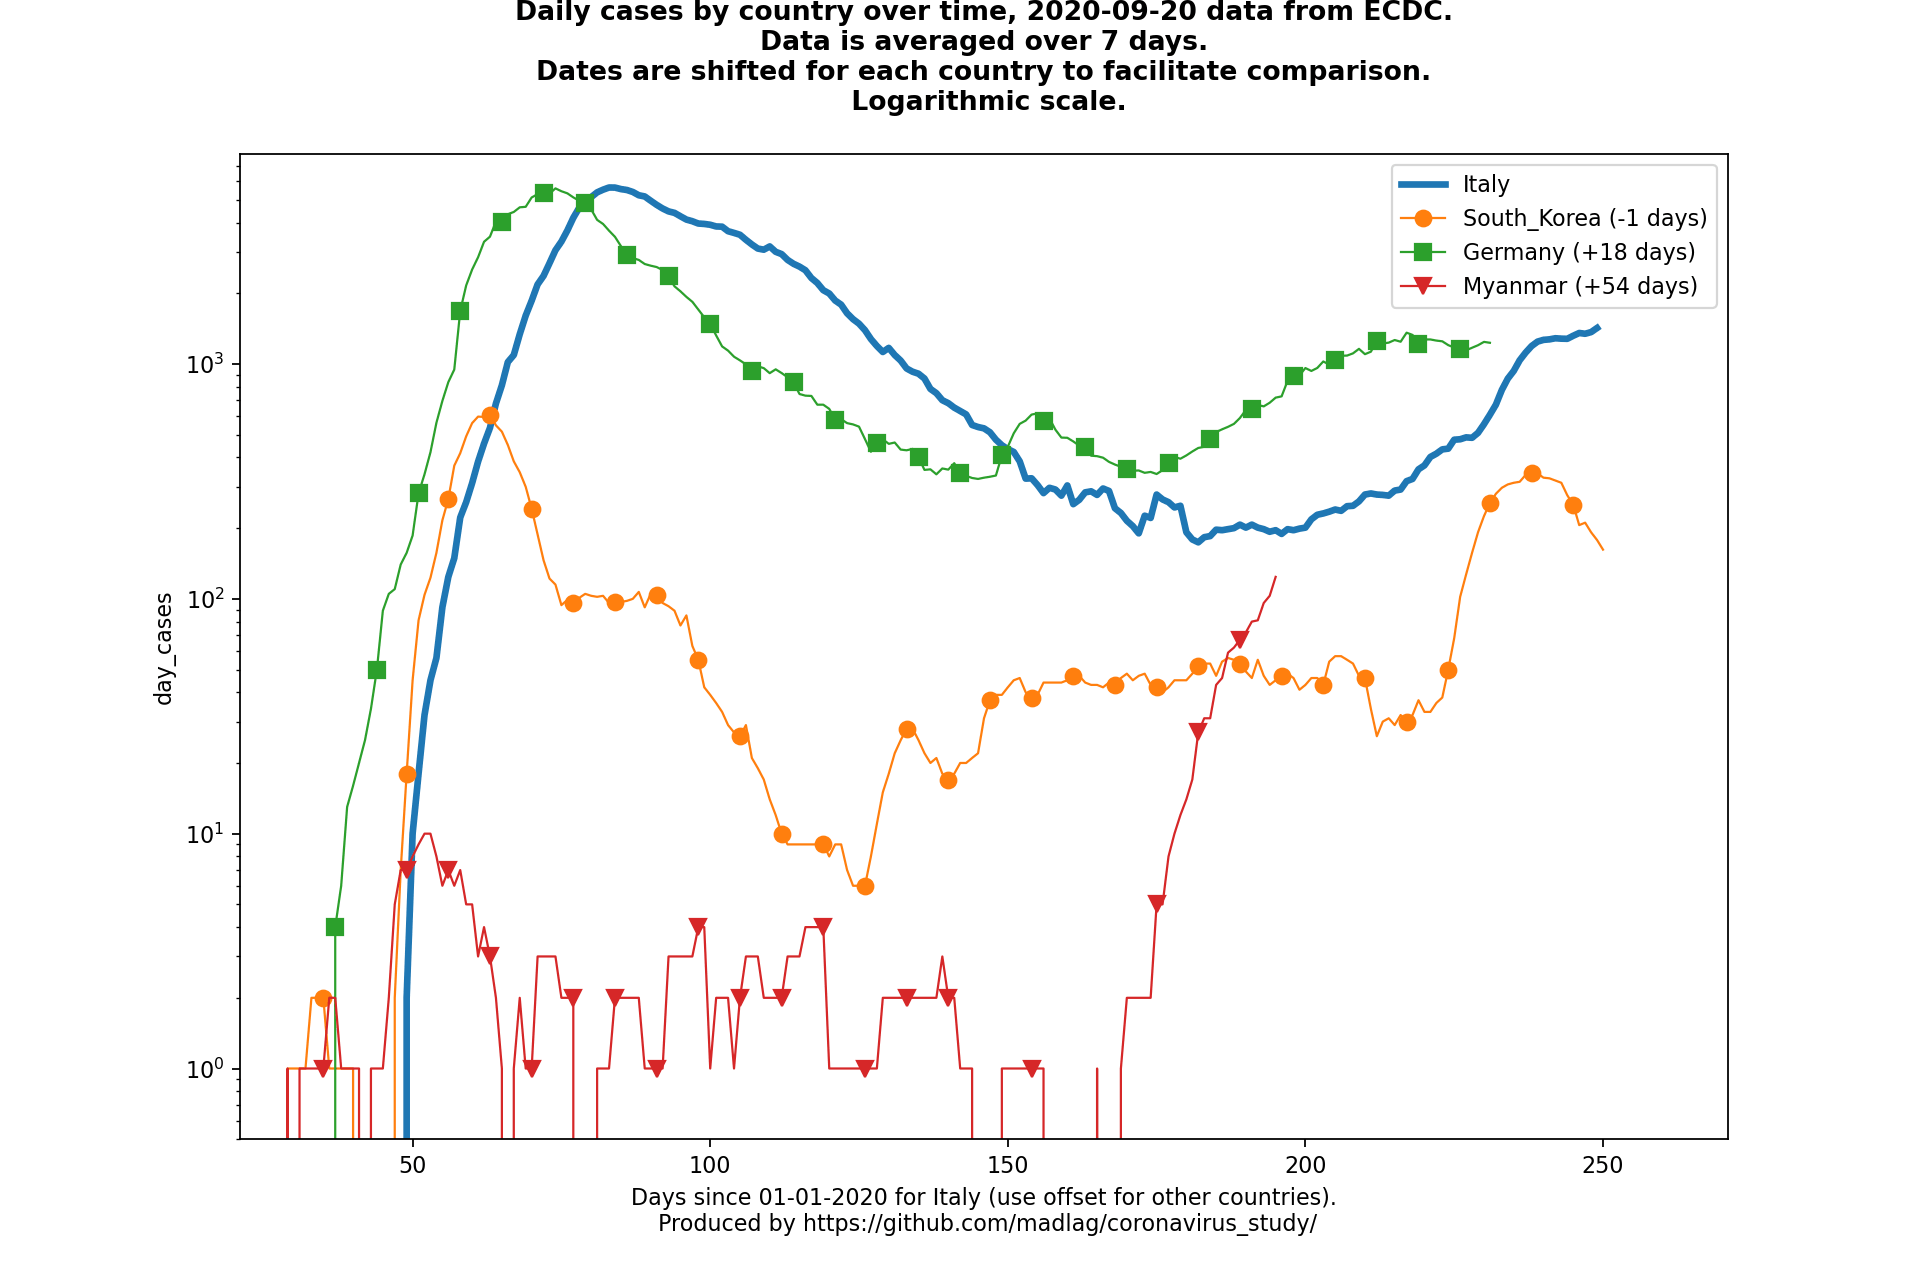 Daily cases by country over time, 2020-09-20 data from ECDC.
Data is averaged over 7 days.
Dates are shifted for each country to facilitate comparison.
Logarithmic scale.
Italy
South_Korea (-1 days)
Germany (+18 days)
Myanmar (+54 days)
day_cases
10³
10²
10¹
10⁰
50 100 150 200 250
Days since 01-01-2020 for Italy (use offset for other countries).
Produced by https://github.com/madlag/coronavirus_study/